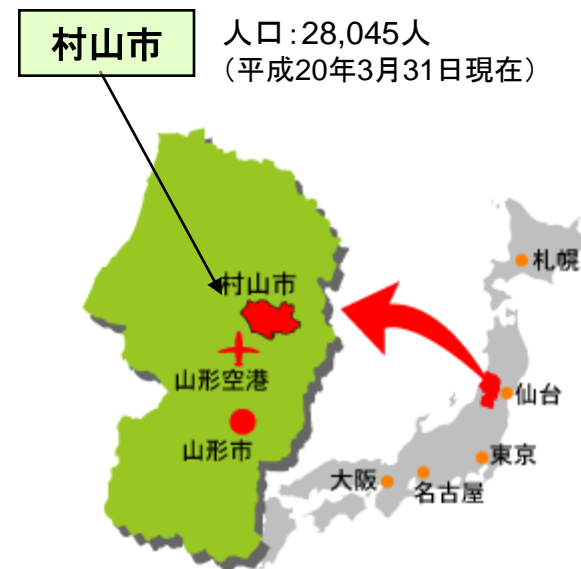 村山市
人口：28,045人
（平成20年3月31日現在）
村山市
山形空港
山形市
札幌
仙台
東京
名古屋
大阪